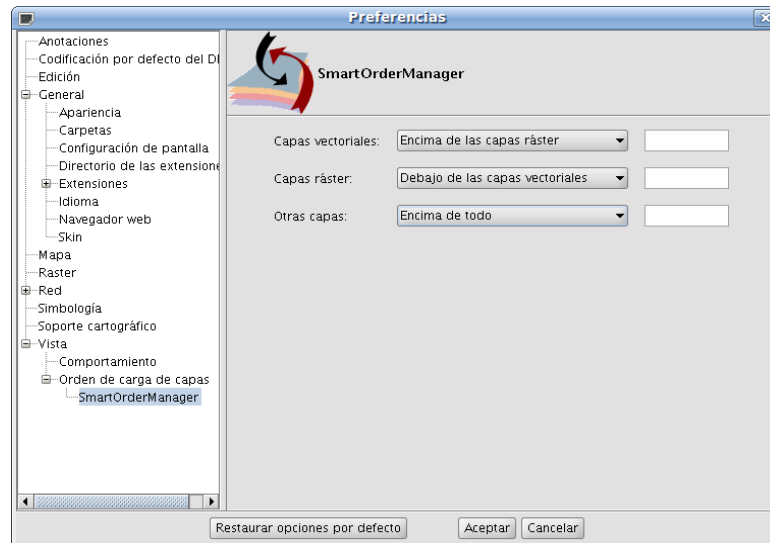 Preferencias
Anotaciones
Codificación por defecto del D
Edición
General
Apariencia
Carpetas
Configuración de pantalla
Directorio de las extensione
Extensiones
Idioma
Navegador web
Skin
Mapa
Raster
Red
Simbología
Soporte cartográfico
Vista
Comportamiento
Orden de carga de capas
SmartOrderManager
SmartOrderManager
Capas vectoriales: Encima de las capas ráster
Capas ráster: Debajo de las capas vectoriales
Otras capas: Encima de todo
Restaurar opciones por defecto Aceptar Cancelar